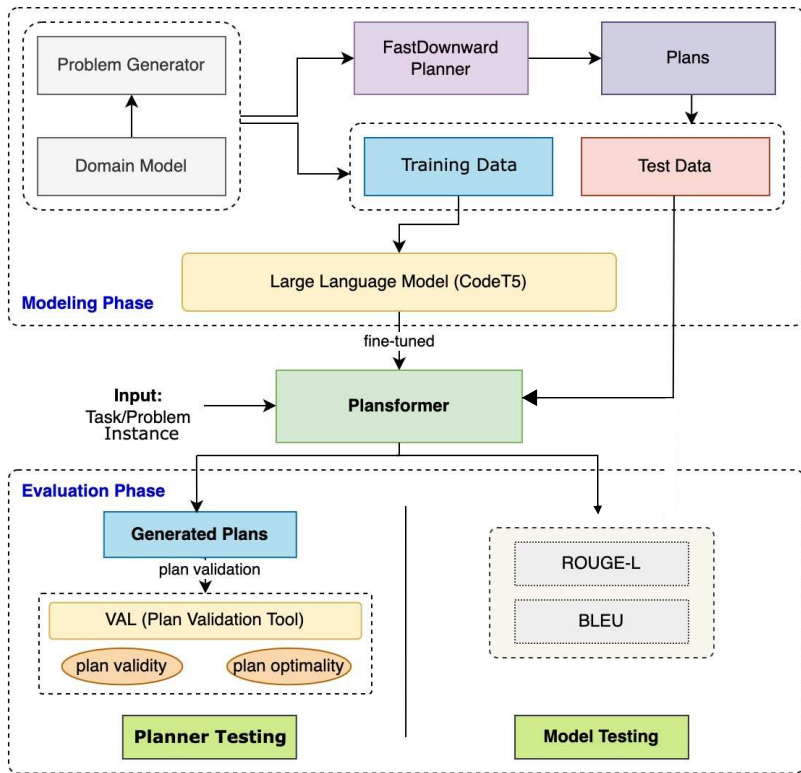 Problem Generator
FastDownward
Planner
Plans
Domain Model
Training Data
Test Data
Large Language Model (CodeT5)
Modeling Phase
fine-tuned
Input:
Task/Problem
Instance
Plansformer
Evaluation Phase
Generated Plans
plan validation
VAL (Plan Validation Tool)
plan validity
plan optimality
ROUGE-L
BLEU
Planner Testing
Model Testing